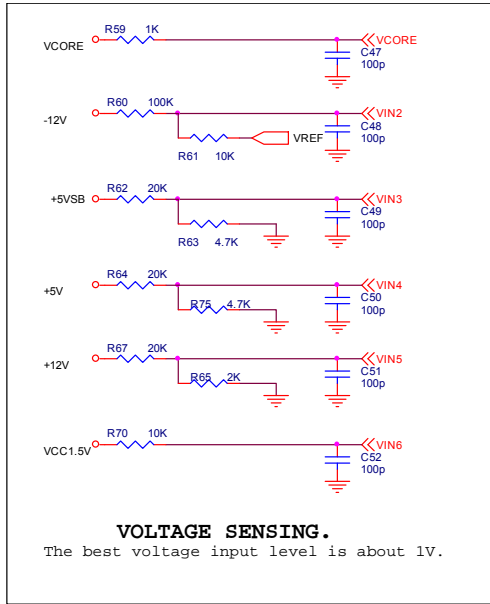 R59 1K
VCORE
VCORE
C47
100p
R60 100K
-12V
VIN2
C48
100p
R61 10K
VREF
R62 20K
+5VSB
VIN3
C49
100p
R63 4.7K
R64 20K
+5V
VIN4
C50
100p
R75 4.7K
R67 20K
+12V
VIN5
C51
100p
R65 2K
R70 10K
VCC1.5V
VIN6
C52
100p
VOLTAGE SENSING.
The best voltage input level is about 1V.